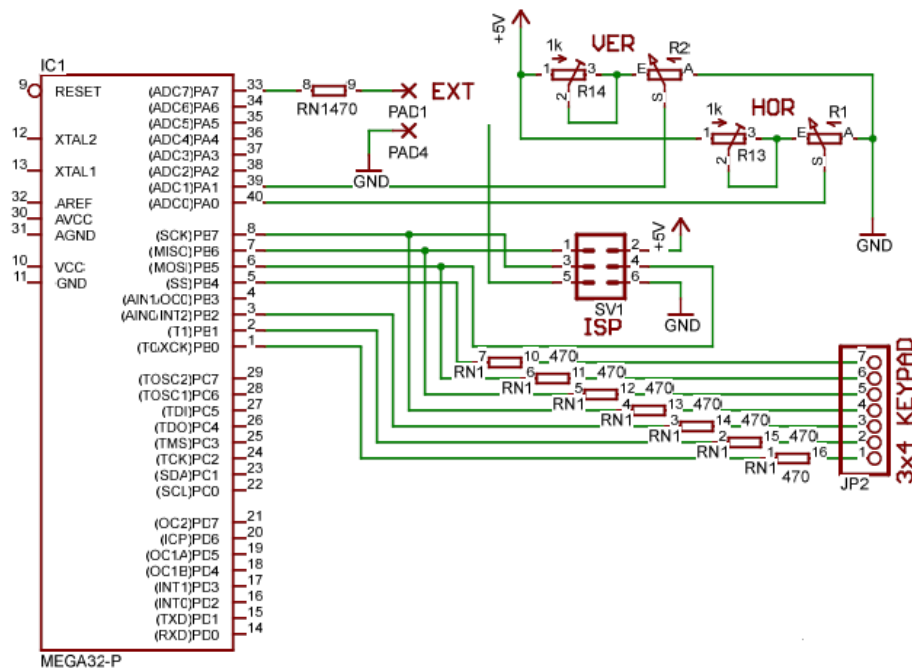 IC1
9 RESET
12 XTAL2
13 XTAL1
32 AREF
30 AVCC
31 AGND
10 VCC
11 GND
(ADC7)PA7 33
(ADC6)PA6 34
(ADC5)PA5 35
(ADC4)PA4 36
(ADC3)PA3 37
(ADC2)PA2 38
(ADC1)PA1 39
(ADC0)PA0 40
(SCK)PB7 8
(MISO)PB6 7
(MOSI)PB5 6
(SS)PB4 5
(AIN1/OC0)PB3 4
(AIN0/INT2)PB2 3
(T1)PB1 2
(T0/XCK)PB0 1
(TOSC2)PC7 29
(TOSC1)PC6 28
(TDI)PC5 27
(TDO)PC4 26
(TMS)PC3 25
(TCK)PC2 24
(SDA)PC1 23
(SCL)PC0 22
(OC2)PD7 21
(ICP)PD6 20
(OC1A)PD5 19
(OC1B)PD4 18
(INT1)PD3 17
(INT0)PD2 16
(TXD)PD1 15
(RXD)PD0 14
MEGA32-P
8 9
RN1470
EXT
PAD1
PAD4
GND
+5V
1k VER R2
1 3 E A
R14
2 S
1k HOR R1
1 3 E A
R13
2 S
GND
+5V
1 2
3 4
5 6
SV1
ISP
GND
7 10 470
RN1
6 11 470
RN1
5 12 470
RN1
4 13 470
RN1
3 14 470
RN1
2 15 470
RN1
1 16
470
7
6
5
4
3
2
1
JP2
3x4 KEYPAD